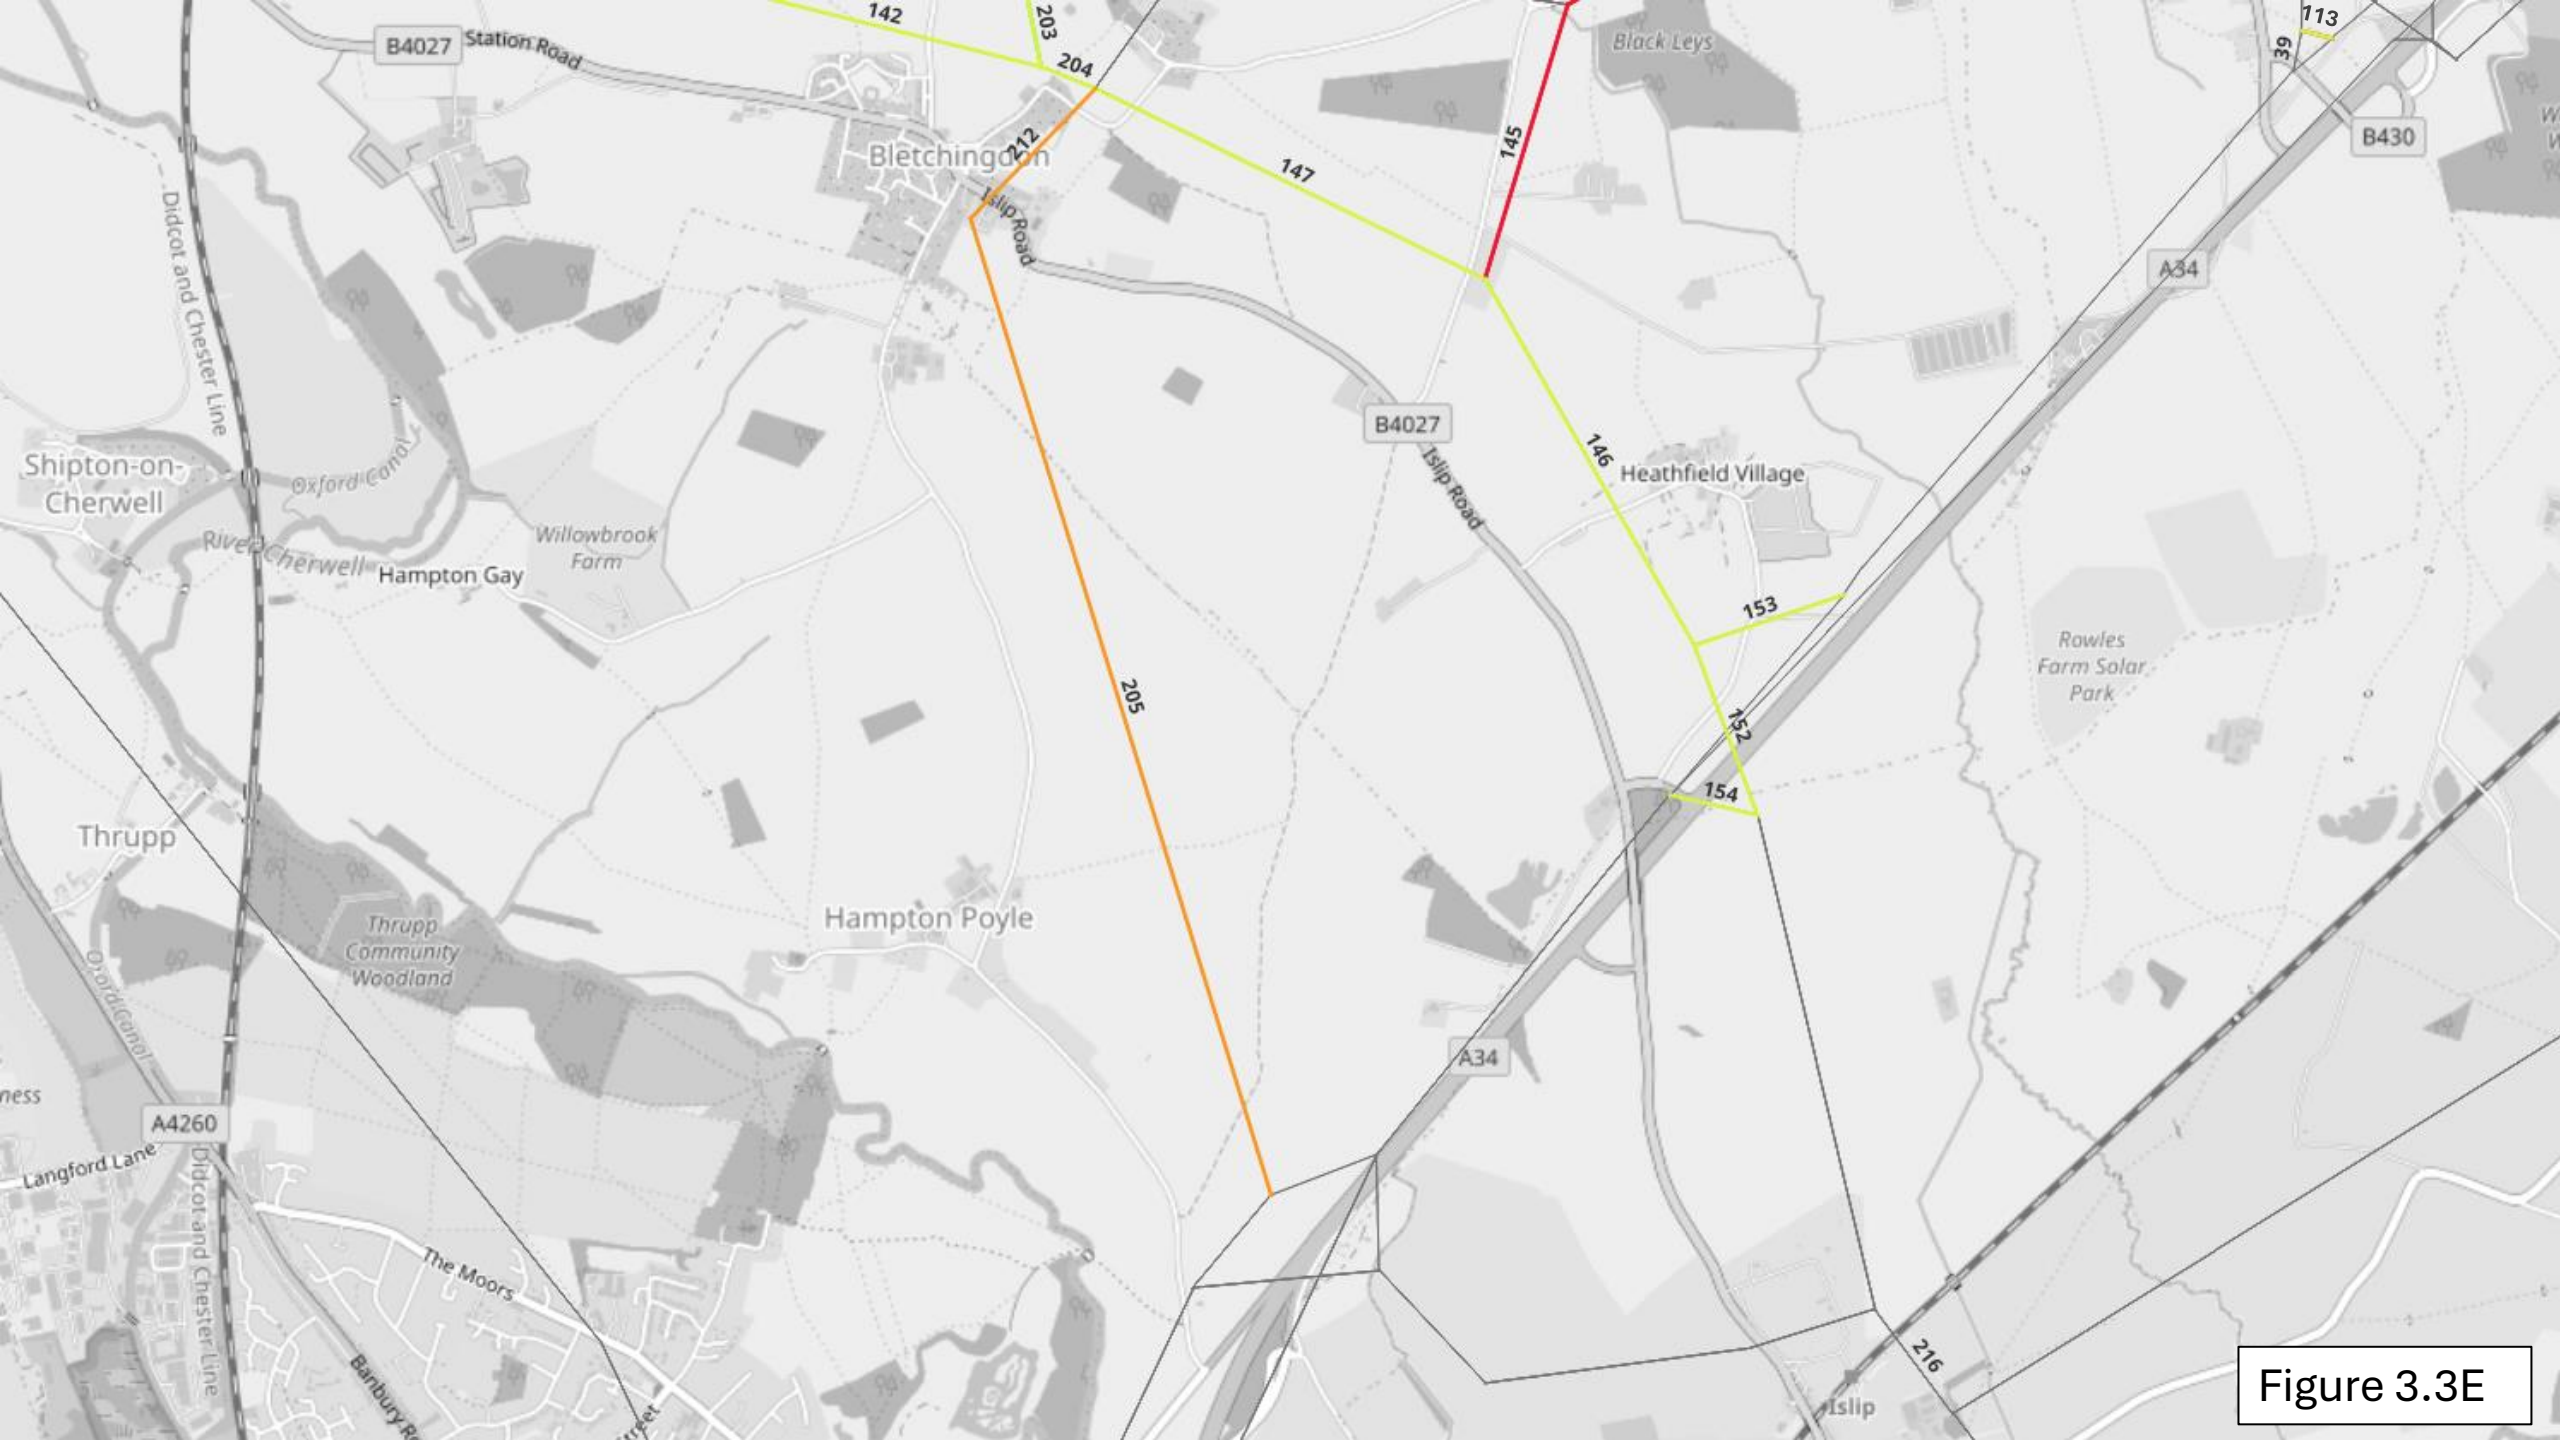 142
203
204
113
39
B4027
Station Road
Black Leys
B430
145
212
Bletchingdon
147
Islip Road
A34
Didcot and Chester Line
B4027
146
Heathfield Village
Islip Road
Shipton-on-
Cherwell
Oxford Canal
River Cherwell
Willowbrook
Farm
Hampton Gay
153
Rowles
Farm Solar
Park
205
152
154
Thrupp
Thrupp
Community
Woodland
Hampton Poyle
Oxford Canal
A34
ness
A4260
Langford Lane
Didcot and Chester Line
The Moors
Banbury Ro
treet
216
Islip
Figure 3.3E